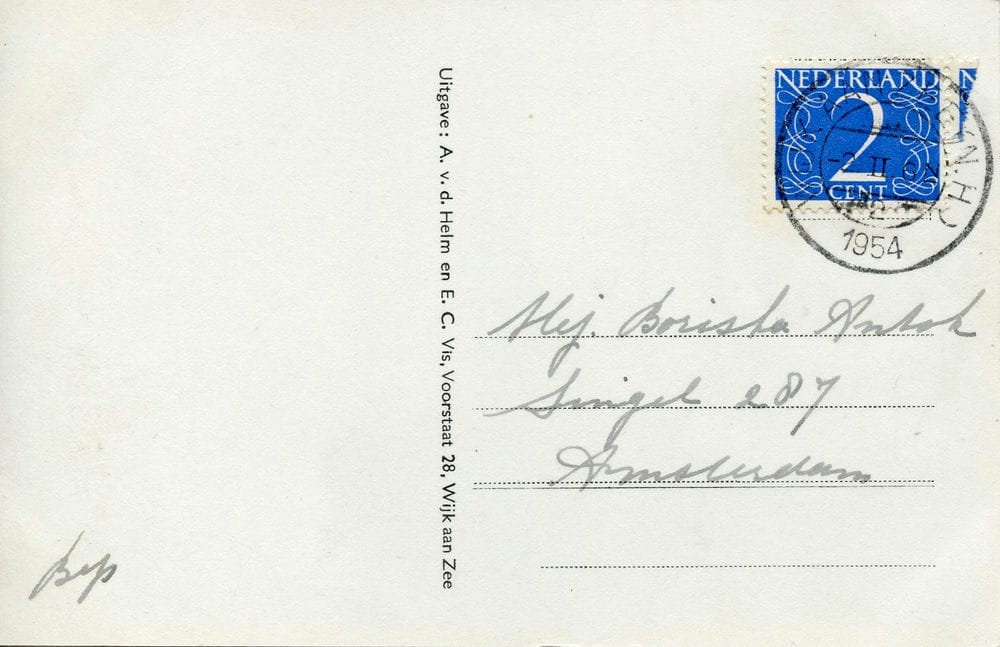 Uitgave: A. v. d. Helm en E. C. Vis, Voorstaat 28, Wijk aan Zee
NEDERLAND
2
CENT
N
1954
Mej. Borista Antok
Singel 287
Amsterdam
Bep